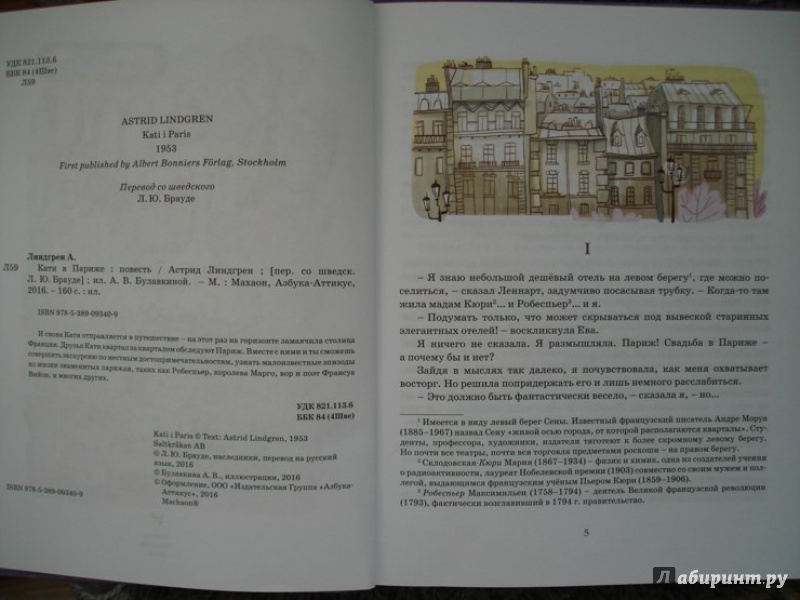 УДК 821.113.6
ББК 84 (4Шве)
Л59
ASTRID LINDGREN
Kati i Paris
1953
First published by Albert Bonniers Förlag, Stockholm
Перевод со шведского
Л. Ю. Брауде
Линдгрен А.
Л59 Кати в Париже : повесть / Астрид Линдгрен ; [пер. со шведск.
Л. Ю. Брауде] ; ил. А. В. Булавкиной. – М. : Махаон, Азбука-Аттикус,
2016. – 160 с. : ил.
ISBN 978-5-389-09340-9
И снова Кати отправляется в путешествие – на этот раз на горизонте замаячила столица
Франции. Друзья Кати квартал за кварталом обследуют Париж. Вместе с ними и ты сможешь
совершить экскурсию по местным достопримечательностям, узнать малоизвестные эпизоды
из жизни знаменитых парижан, таких как Робеспьер, королева Марго, вор и поэт Франсуа
Вийон, и многих других.
УДК 821.113.6
ББК 84 (4Шве)
Kati i Paris © Text: Astrid Lindgren, 1953
Saltkråkan AB
© Л. Ю. Брауде, наследники, перевод на русский
язык, 2016
© Булавкина А. В., иллюстрации, 2016
© Оформление, ООО «Издательская Группа «Азбука-
Аттикус», 2016
Machaon®
ISBN 978-5-389-09340-9
I
– Я знаю небольшой дешёвый отель на левом берегу¹, где можно по-
селиться, – сказал Леннарт, задумчиво посасывая трубку. – Когда-то там
жила мадам Кюри²... и Робеспьер³... и я.
– Подумать только, что может скрываться под вывеской старинных
элегантных отелей! – воскликнула Ева.
Я ничего не сказала. Я размышляла. Париж! Свадьба в Париже –
а почему бы и нет?
Зайдя в мыслях так далеко, я почувствовала, как меня охватывает
восторг. Но решила попридержать его и лишь немного расслабиться.
– Это должно быть фантастически весело, – сказала я, – но...
¹ Имеется в виду левый берег Сены. Известный французский писатель Андре Моруа
(1885–1967) назвал Сену «живой осью города, от которой располагаются кварталы». Сту-
денты, профессора, художники, издатели тяготеют к более скромному левому берегу.
Но почти все театры, почти вся торговля предметами роскоши – на правом берегу.
² Склодовская-Кюри Мария (1867–1934) – физик и химик, одна из создателей учения
о радиоактивности, лауреат Нобелевской премии (1903) совместно со своим мужем и кол-
легой, выдающимся французским учёным Пьером Кюри (1859–1906).
³ Робеспьер Максимильен (1758–1794) – деятель Великой французской революции
(1793), фактически возглавивший в 1794 г. правительство.
5
Лабиринт.ру